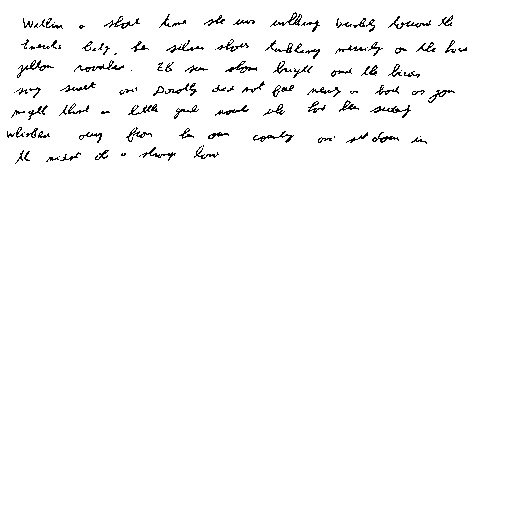 Within a short time she was walking briskly toward the
Emerald City, her silver shoes tinkling merrily on the hard
yellow roadbed. The sun shone bright and the birds
sang sweet and Dorothy did not feel nearly as bad as you
might think a little girl would who had been suddenly
whisked away from her own country and set down in
the midst of a strange land